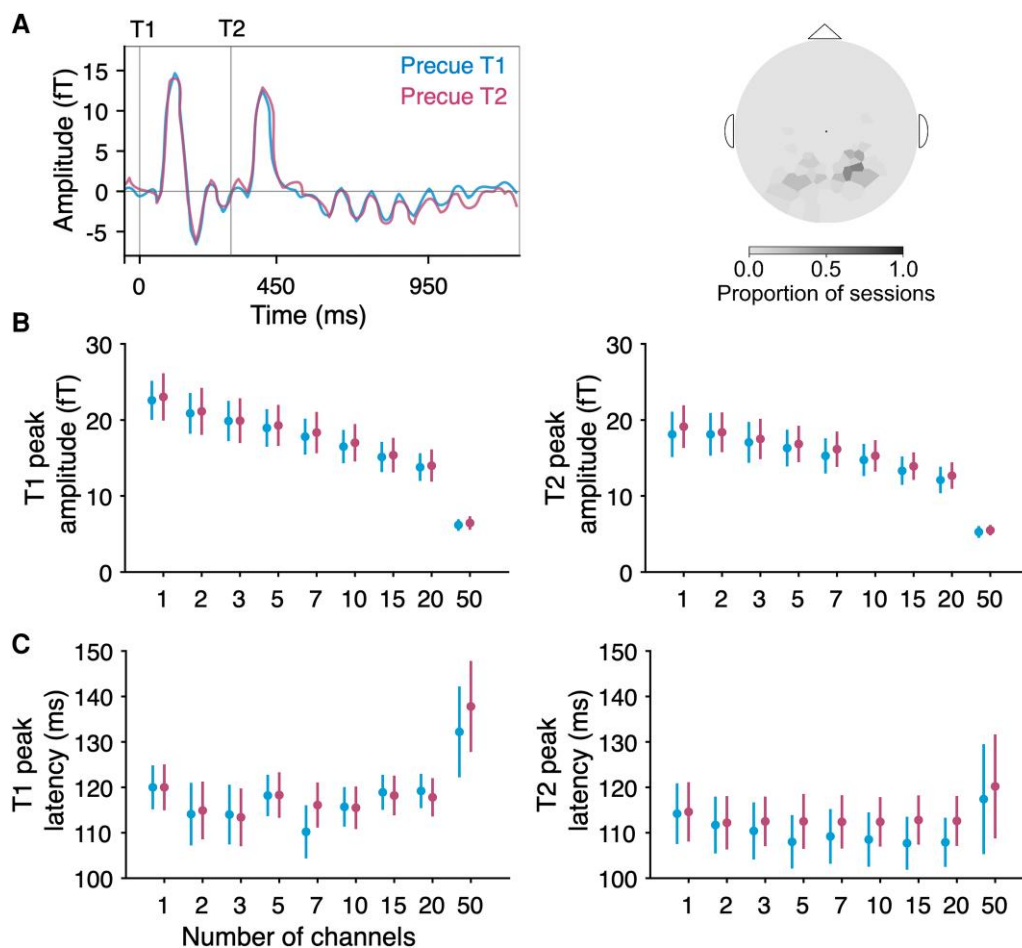 A
T1 T2
Precue T1
Precue T2
Amplitude (fT)
15
10
5
0
-5
0 450 950
Time (ms)
0.0 0.5 1.0
Proportion of sessions
B
T1 peak
amplitude (fT)
30
20
10
0
1 2 3 5 7 10 15 20 50
T2 peak
amplitude (fT)
30
20
10
0
1 2 3 5 7 10 15 20 50
C
T1 peak
latency (ms)
150
140
130
120
110
100
1 2 3 5 7 10 15 20 50
Number of channels
T2 peak
latency (ms)
150
140
130
120
110
100
1 2 3 5 7 10 15 20 50